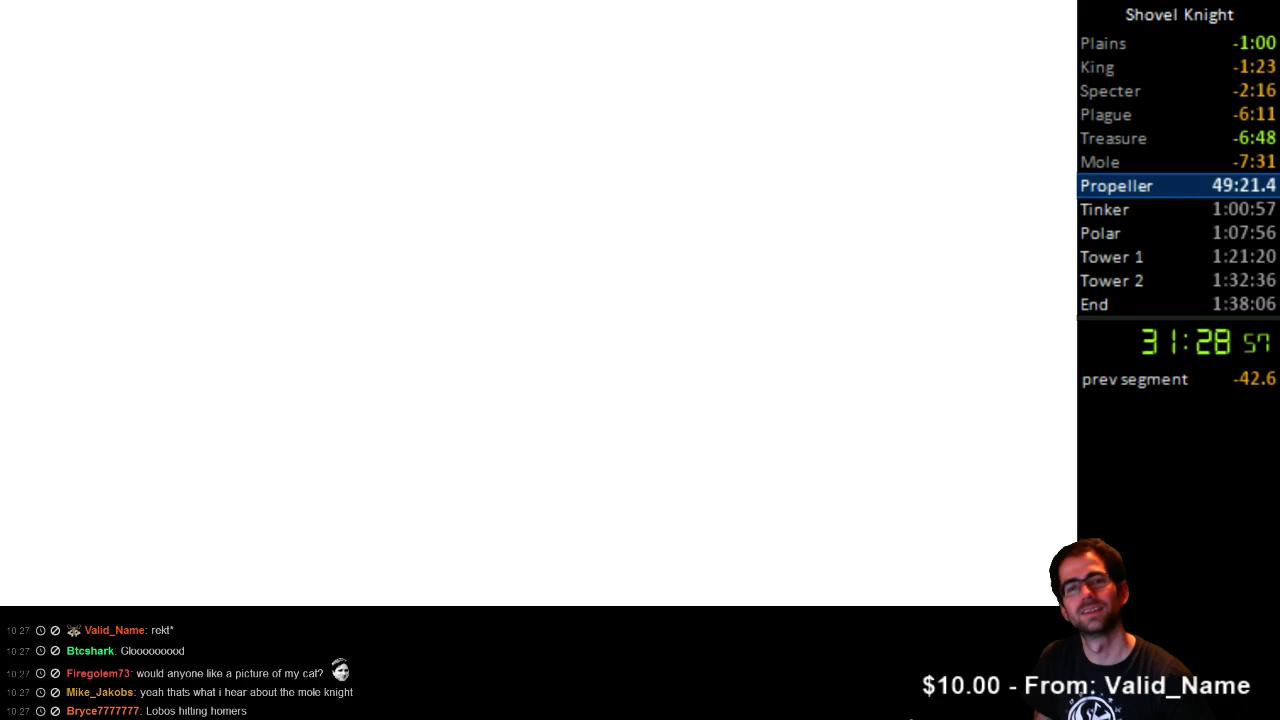 Shovel Knight
Plains -1:00
King -1:23
Specter -2:16
Plague -6:11
Treasure -6:48
Mole -7:31
Propeller 49:21.4
Tinker 1:00:57
Polar 1:07:56
Tower 1 1:21:20
Tower 2 1:32:36
End 1:38:06
31:28 57
prev segment -42.6
10:27 Valid_Name: rekt*
10:27 Btcshark: Glooooooood
10:27 Firegolem73: would anyone like a picture of my cat?
10:27 Mike_Jakobs: yeah thats what i hear about the mole knight
10:27 Bryce7777777: Lobos hitting homers
$10.00 - From: Valid_Name